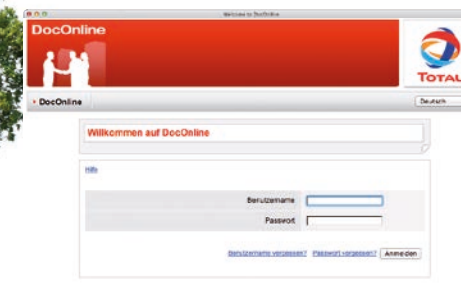 Welcome to DocOnline
DocOnline
TOTAL
DocOnline
Deutsch
Willkommen auf DocOnline
Hilfe
Benutzername
Passwort
Benutzername vergessen? Passwort vergessen? Anmelden